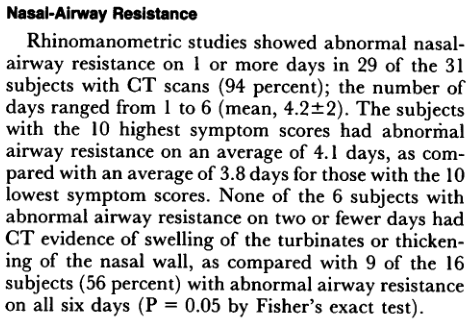 Nasal-Airway Resistance
Rhinomanometric studies showed abnormal nasal-
airway resistance on 1 or more days in 29 of the 31
subjects with CT scans (94 percent); the number of
days ranged from 1 to 6 (mean, 4.2±2). The subjects
with the 10 highest symptom scores had abnormal
airway resistance on an average of 4.1 days, as com-
pared with an average of 3.8 days for those with the 10
lowest symptom scores. None of the 6 subjects with
abnormal airway resistance on two or fewer days had
CT evidence of swelling of the turbinates or thicken-
ing of the nasal wall, as compared with 9 of the 16
subjects (56 percent) with abnormal airway resistance
on all six days (P = 0.05 by Fisher's exact test).